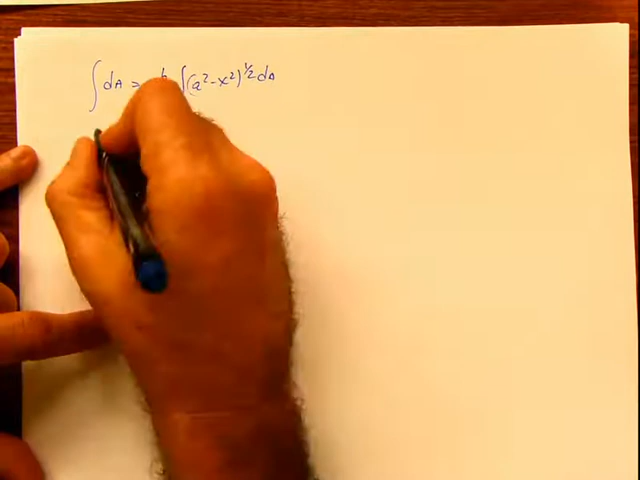 ∫dA = ∫(a²-x²)^½ dA